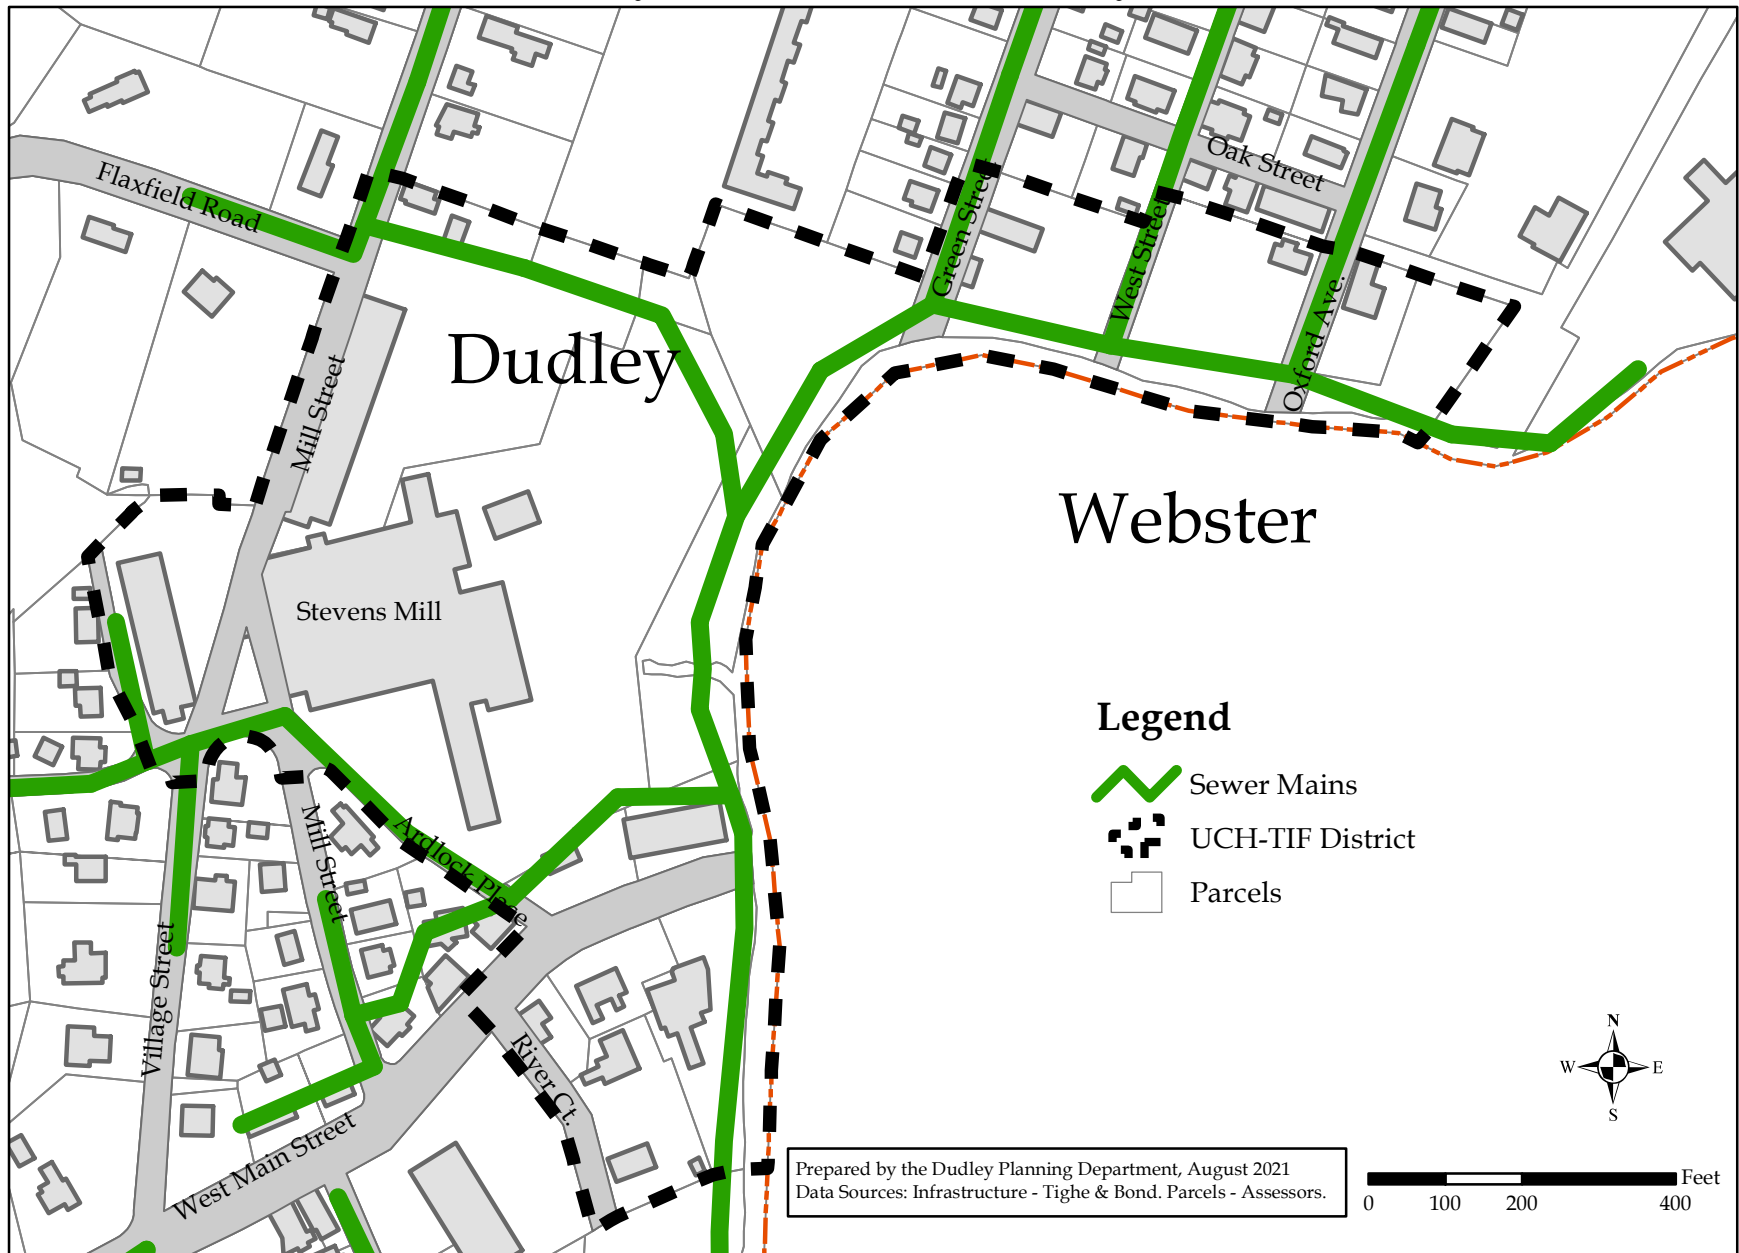 Flaxfield Road
Oak Street
Green Street
West Street
Oxford Ave.
Dudley
Mill Street
Webster
Stevens Mill
Legend
Sewer Mains
UCH-TIF District
Parcels
Ardlock Place
Mill Street
Village Street
River Ct.
West Main Street
N
W E
S
Prepared by the Dudley Planning Department, August 2021
Data Sources: Infrastructure - Tighe & Bond. Parcels - Assessors.
Feet
0 100 200 400